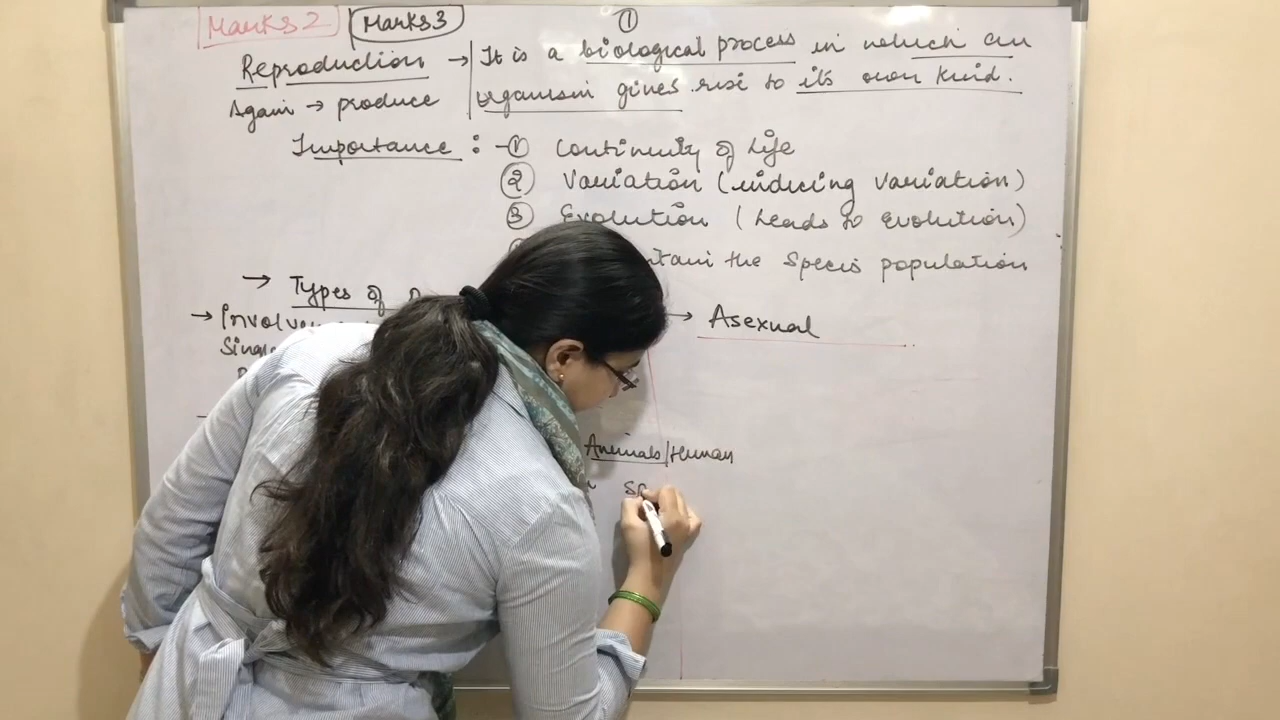 Marks 2 Marks 3 ①
Reproduction → It is a biological process in which an
Again → produce organism gives rise to its own kind.
Importance :- ① Continuity of Life
② Variation (inducing Variation)
③ Evolution (Leads to Evolution)
the Specis population
→ Types of
→ Asexual
→ Involve
Single
Animals/Human